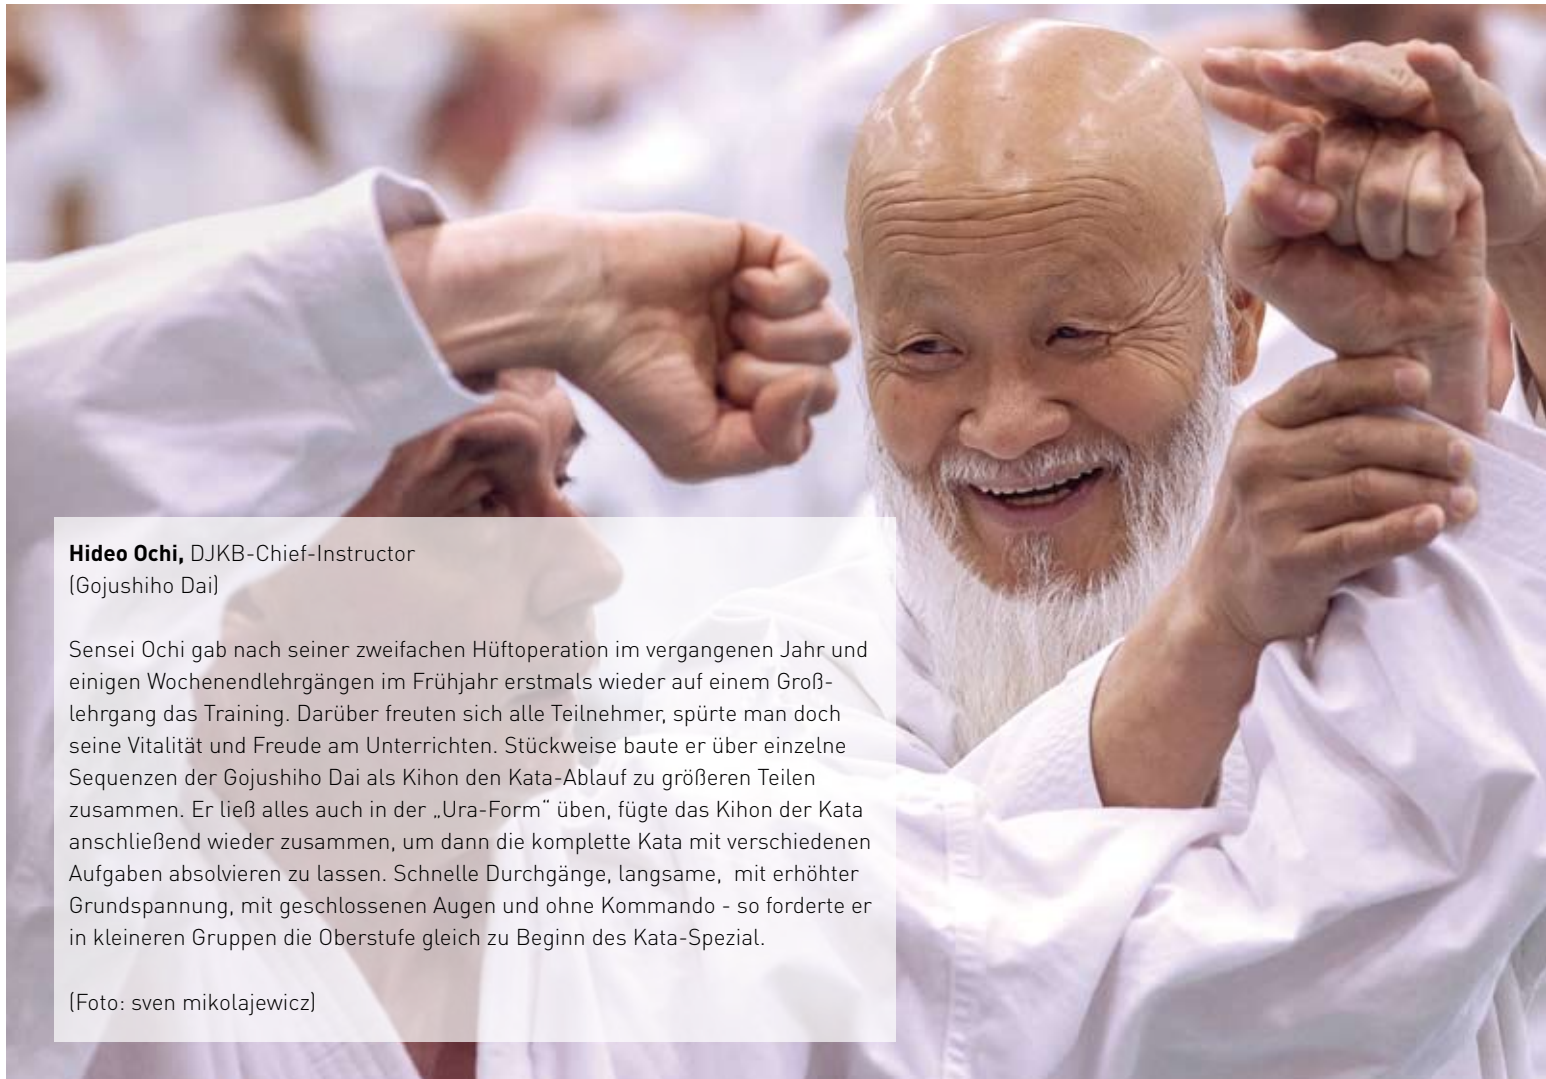 Hideo Ochi, DJKB-Chief-Instructor
(Gojushiho Dai)
Sensei Ochi gab nach seiner zweifachen Hüftoperation im vergangenen Jahr und
einigen Wochenendlehrgängen im Frühjahr erstmals wieder auf einem Groß-
lehrgang das Training. Darüber freuten sich alle Teilnehmer, spürte man doch
seine Vitalität und Freude am Unterrichten. Stückweise baute er über einzelne
Sequenzen der Gojushiho Dai als Kihon den Kata-Ablauf zu größeren Teilen
zusammen. Er ließ alles auch in der „Ura-Form“ üben, fügte das Kihon der Kata
anschließend wieder zusammen, um dann die komplette Kata mit verschiedenen
Aufgaben absolvieren zu lassen. Schnelle Durchgänge, langsame,  mit erhöhter
Grundspannung, mit geschlossenen Augen und ohne Kommando - so forderte er
in kleineren Gruppen die Oberstufe gleich zu Beginn des Kata-Spezial.
(Foto: sven mikolajewicz)